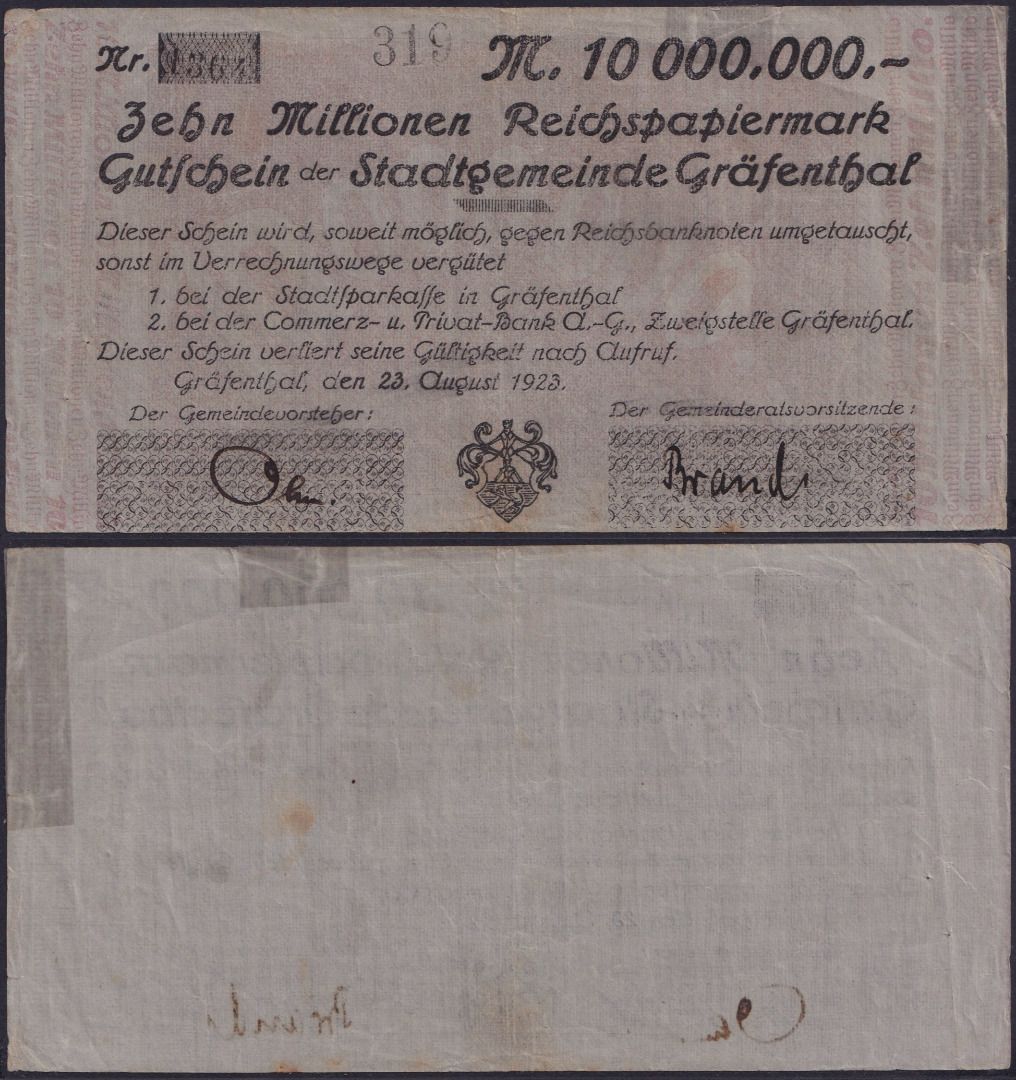 Nr. 319 M. 10 000.000.-
Zehn Millionen Reichspapiermark
Gutschein der Stadtgemeinde Gräfenthal
Dieser Schein wird, soweit möglich, gegen Reichsbanknoten umgetauscht,
sonst im Verrechnungswege vergütet
1. bei der Stadtsparkasse in Gräfenthal
2. bei der Commerz- u. Privat-Bank A.-G., Zweigstelle Gräfenthal.
Dieser Schein verliert seine Gültigkeit nach Aufruf.
Gräfenthal, den 23. August 1923.
Der Gemeindevorsteher: Der Gemeinderatsvorsitzende:
Brand